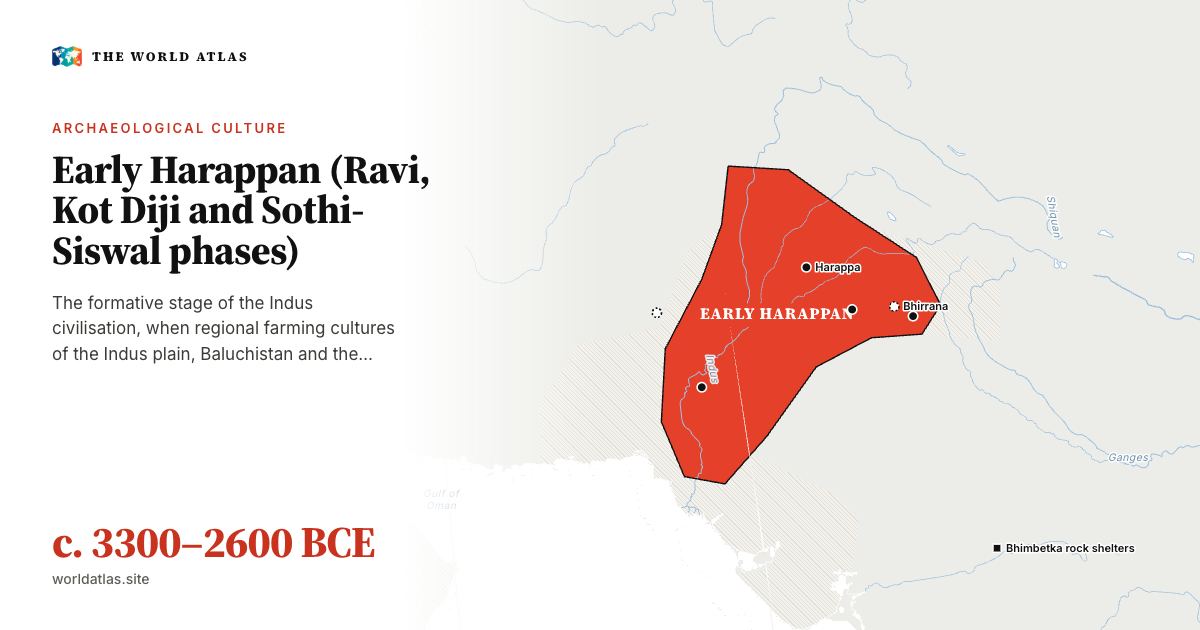 THE WORLD ATLAS
ARCHAEOLOGICAL CULTURE
Early Harappan (Ravi,
Kot Diji and Sothi-
Siswal phases)
The formative stage of the Indus
civilisation, when regional farming cultures
of the Indus plain, Baluchistan and the...
c. 3300–2600 BCE
worldatlas.site
Shiquan
Harappa
Bhirrana
EARLY HARAPPAN
Indus
Ganges
Gulf of
Oman
Bhimbetka rock shelters